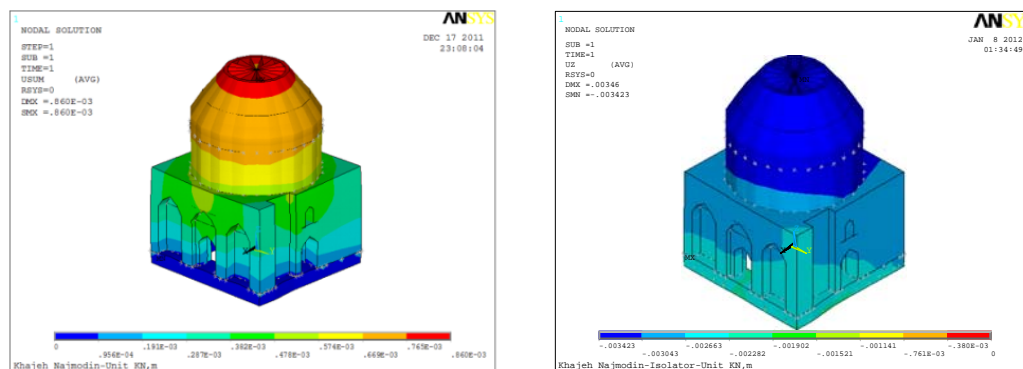 1
ANSYS
NODAL SOLUTION
DEC 17 2011
23:08:04
STEP=1
SUB =1
TIME=1
USUM (AVG)
RSYS=0
DMX =.860E-03
SMX =.860E-03
X
Y
0 .191E-03 .382E-03 .574E-03 .765E-03
.956E-04 .287E-03 .478E-03 .669E-03 .860E-03
Khajeh Najmodin-Unit KN,m
1
ANSYS
NODAL SOLUTION
JAN 8 2012
01:34:49
SUB =1
TIME=1
UZ (AVG)
RSYS=0
DMX =.00346
SMN =-.003423
MX
Y
-.003423 -.002663 -.001902 -.001141 -.380E-03
-.003043 -.002282 -.001521 -.761E-03 0
Khajeh Najmodin-Isolator-Unit KN,m